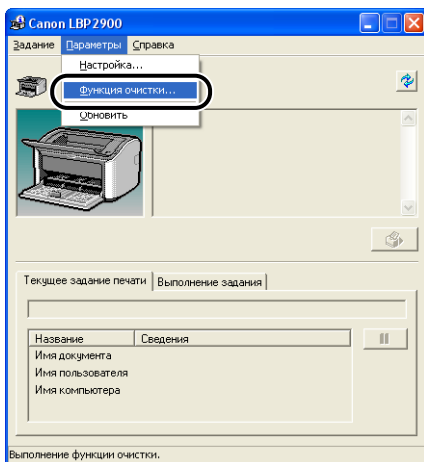 Canon LBP2900
Задание Параметры Справка
Настройка...
Функция очистки...
Обновить
Текущее задание печати Выполнение задания
Название Сведения
Имя документа
Имя пользователя
Имя компьютера
Выполнение функции очистки.